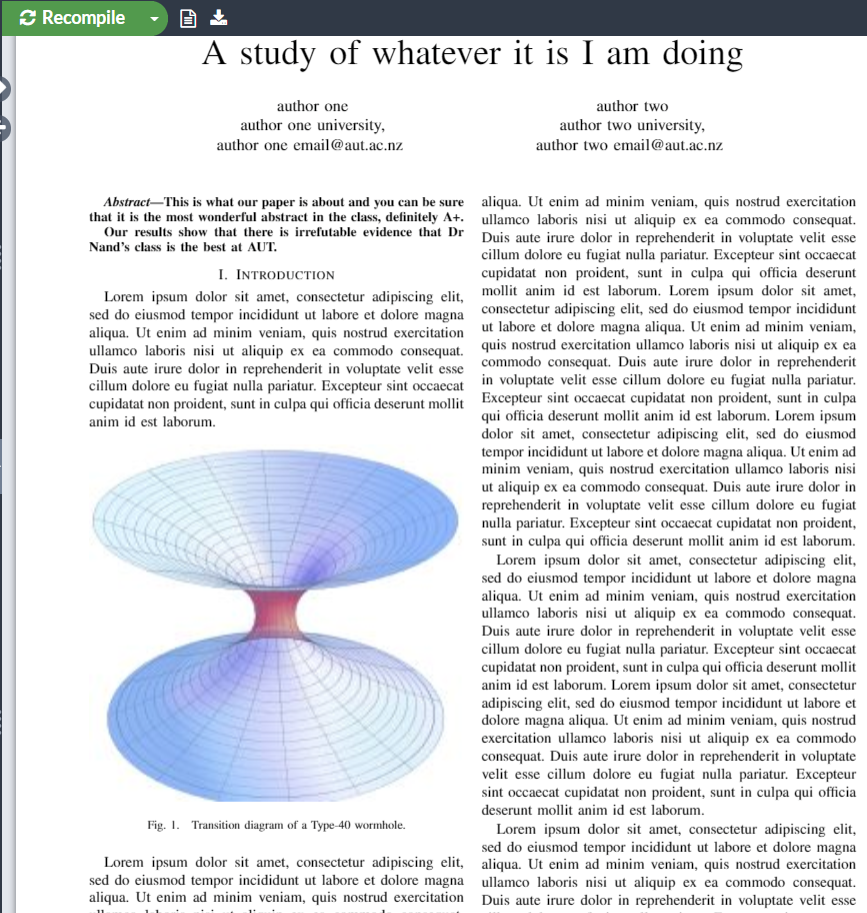 Recompile
A study of whatever it is I am doing
author one
author one university,
author one email@aut.ac.nz
author two
author two university,
author two email@aut.ac.nz
Abstract—This is what our paper is about and you can be sure
that it is the most wonderful abstract in the class, definitely A+.
Our results show that there is irrefutable evidence that Dr
Nand's class is the best at AUT.
I. Introduction
Lorem ipsum dolor sit amet, consectetur adipiscing elit,
sed do eiusmod tempor incididunt ut labore et dolore magna
aliqua. Ut enim ad minim veniam, quis nostrud exercitation
ullamco laboris nisi ut aliquip ex ea commodo consequat.
Duis aute irure dolor in reprehenderit in voluptate velit esse
cillum dolore eu fugiat nulla pariatur. Excepteur sint occaecat
cupidatat non proident, sunt in culpa qui officia deserunt mollit
anim id est laborum.
Fig. 1. Transition diagram of a Type-40 wormhole.
Lorem ipsum dolor sit amet, consectetur adipiscing elit,
sed do eiusmod tempor incididunt ut labore et dolore magna
aliqua. Ut enim ad minim veniam, quis nostrud exercitation
aliqua. Ut enim ad minim veniam, quis nostrud exercitation
ullamco laboris nisi ut aliquip ex ea commodo consequat.
Duis aute irure dolor in reprehenderit in voluptate velit esse
cillum dolore eu fugiat nulla pariatur. Excepteur sint occaecat
cupidatat non proident, sunt in culpa qui officia deserunt
mollit anim id est laborum. Lorem ipsum dolor sit amet,
consectetur adipiscing elit, sed do eiusmod tempor incididunt
ut labore et dolore magna aliqua. Ut enim ad minim veniam,
quis nostrud exercitation ullamco laboris nisi ut aliquip ex ea
commodo consequat. Duis aute irure dolor in reprehenderit
in voluptate velit esse cillum dolore eu fugiat nulla pariatur.
Excepteur sint occaecat cupidatat non proident, sunt in culpa
qui officia deserunt mollit anim id est laborum. Lorem ipsum
dolor sit amet, consectetur adipiscing elit, sed do eiusmod
tempor incididunt ut labore et dolore magna aliqua. Ut enim ad
minim veniam, quis nostrud exercitation ullamco laboris nisi
ut aliquip ex ea commodo consequat. Duis aute irure dolor in
reprehenderit in voluptate velit esse cillum dolore eu fugiat
nulla pariatur. Excepteur sint occaecat cupidatat non proident,
sunt in culpa qui officia deserunt mollit anim id est laborum.
Lorem ipsum dolor sit amet, consectetur adipiscing elit,
sed do eiusmod tempor incididunt ut labore et dolore magna
aliqua. Ut enim ad minim veniam, quis nostrud exercitation
ullamco laboris nisi ut aliquip ex ea commodo consequat.
Duis aute irure dolor in reprehenderit in voluptate velit esse
cillum dolore eu fugiat nulla pariatur. Excepteur sint occaecat
cupidatat non proident, sunt in culpa qui officia deserunt mollit
anim id est laborum. Lorem ipsum dolor sit amet, consectetur
adipiscing elit, sed do eiusmod tempor incididunt ut labore et
dolore magna aliqua. Ut enim ad minim veniam, quis nostrud
exercitation ullamco laboris nisi ut aliquip ex ea commodo
consequat. Duis aute irure dolor in reprehenderit in voluptate
velit esse cillum dolore eu fugiat nulla pariatur. Excepteur
sint occaecat cupidatat non proident, sunt in culpa qui officia
deserunt mollit anim id est laborum.
Lorem ipsum dolor sit amet, consectetur adipiscing elit,
sed do eiusmod tempor incididunt ut labore et dolore magna
aliqua. Ut enim ad minim veniam, quis nostrud exercitation
ullamco laboris nisi ut aliquip ex ea commodo consequat.
Duis aute irure dolor in reprehenderit in voluptate velit esse